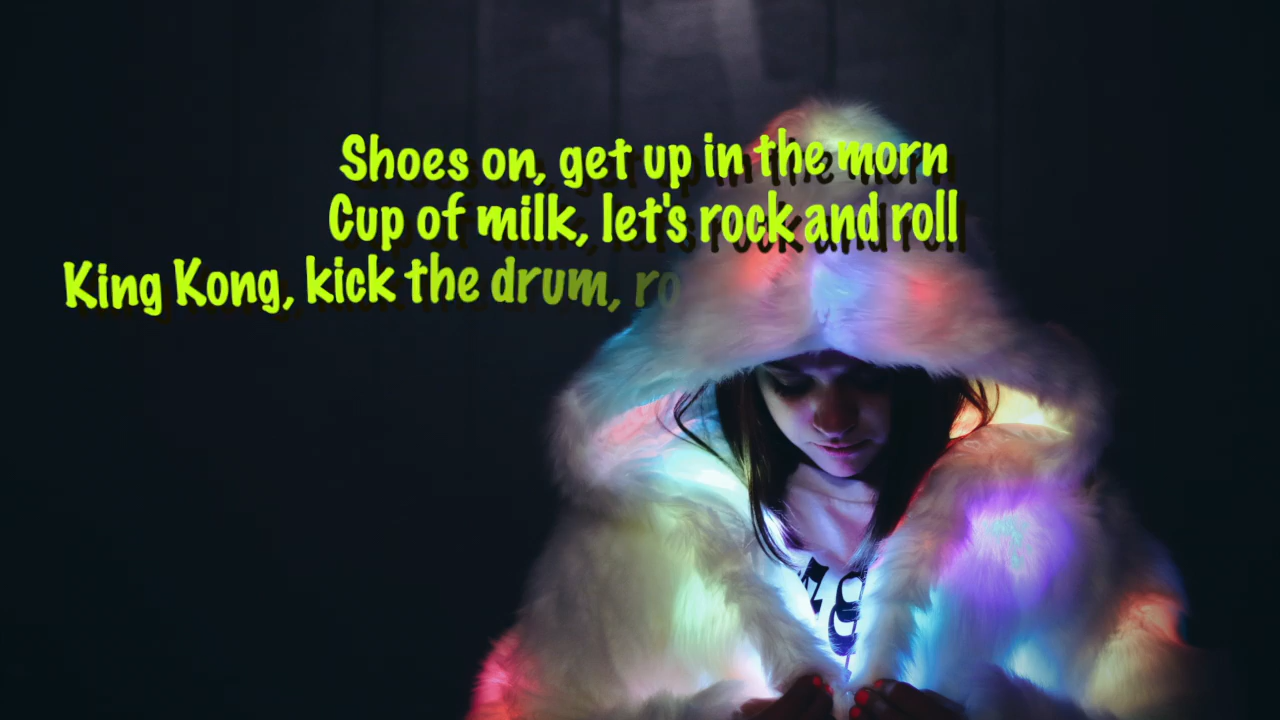 Shoes on, get up in the morn
Cup of milk, let's rock and roll
King Kong, kick the drum, ro